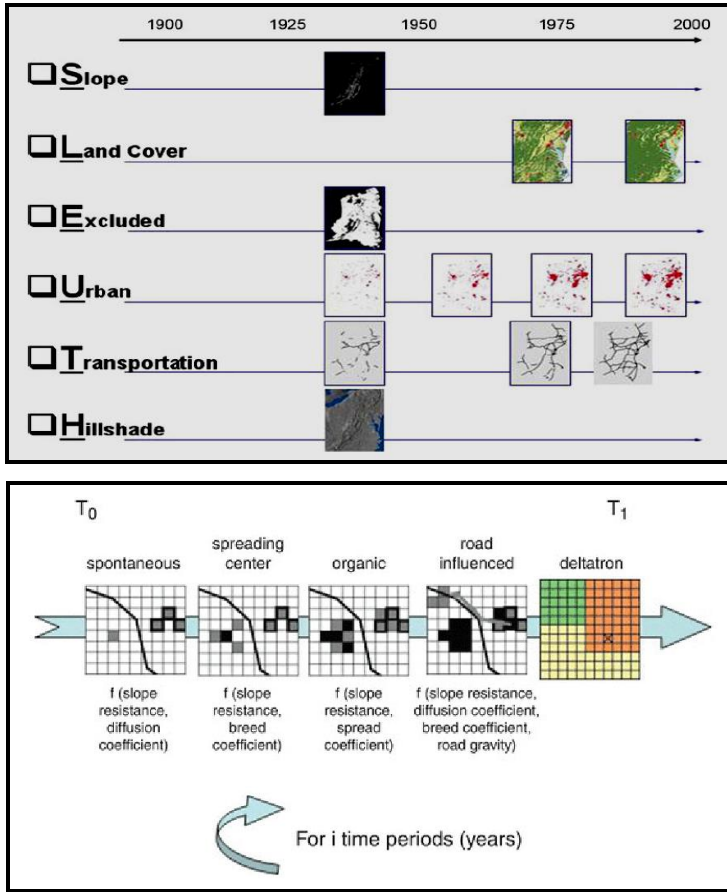 1900 1925 1950 1975 2000
Slope
Land Cover
Excluded
Urban
Transportation
Hillshade
T0 T1
spontaneous
spreading
center
organic
road
influenced
deltatron
f (slope
resistance,
diffusion
coefficient)
f (slope
resistance,
breed
coefficient)
f (slope
resistance,
spread
coefficient)
f (slope resistance,
diffusion coefficient,
breed coefficient,
road gravity)
For i time periods (years)